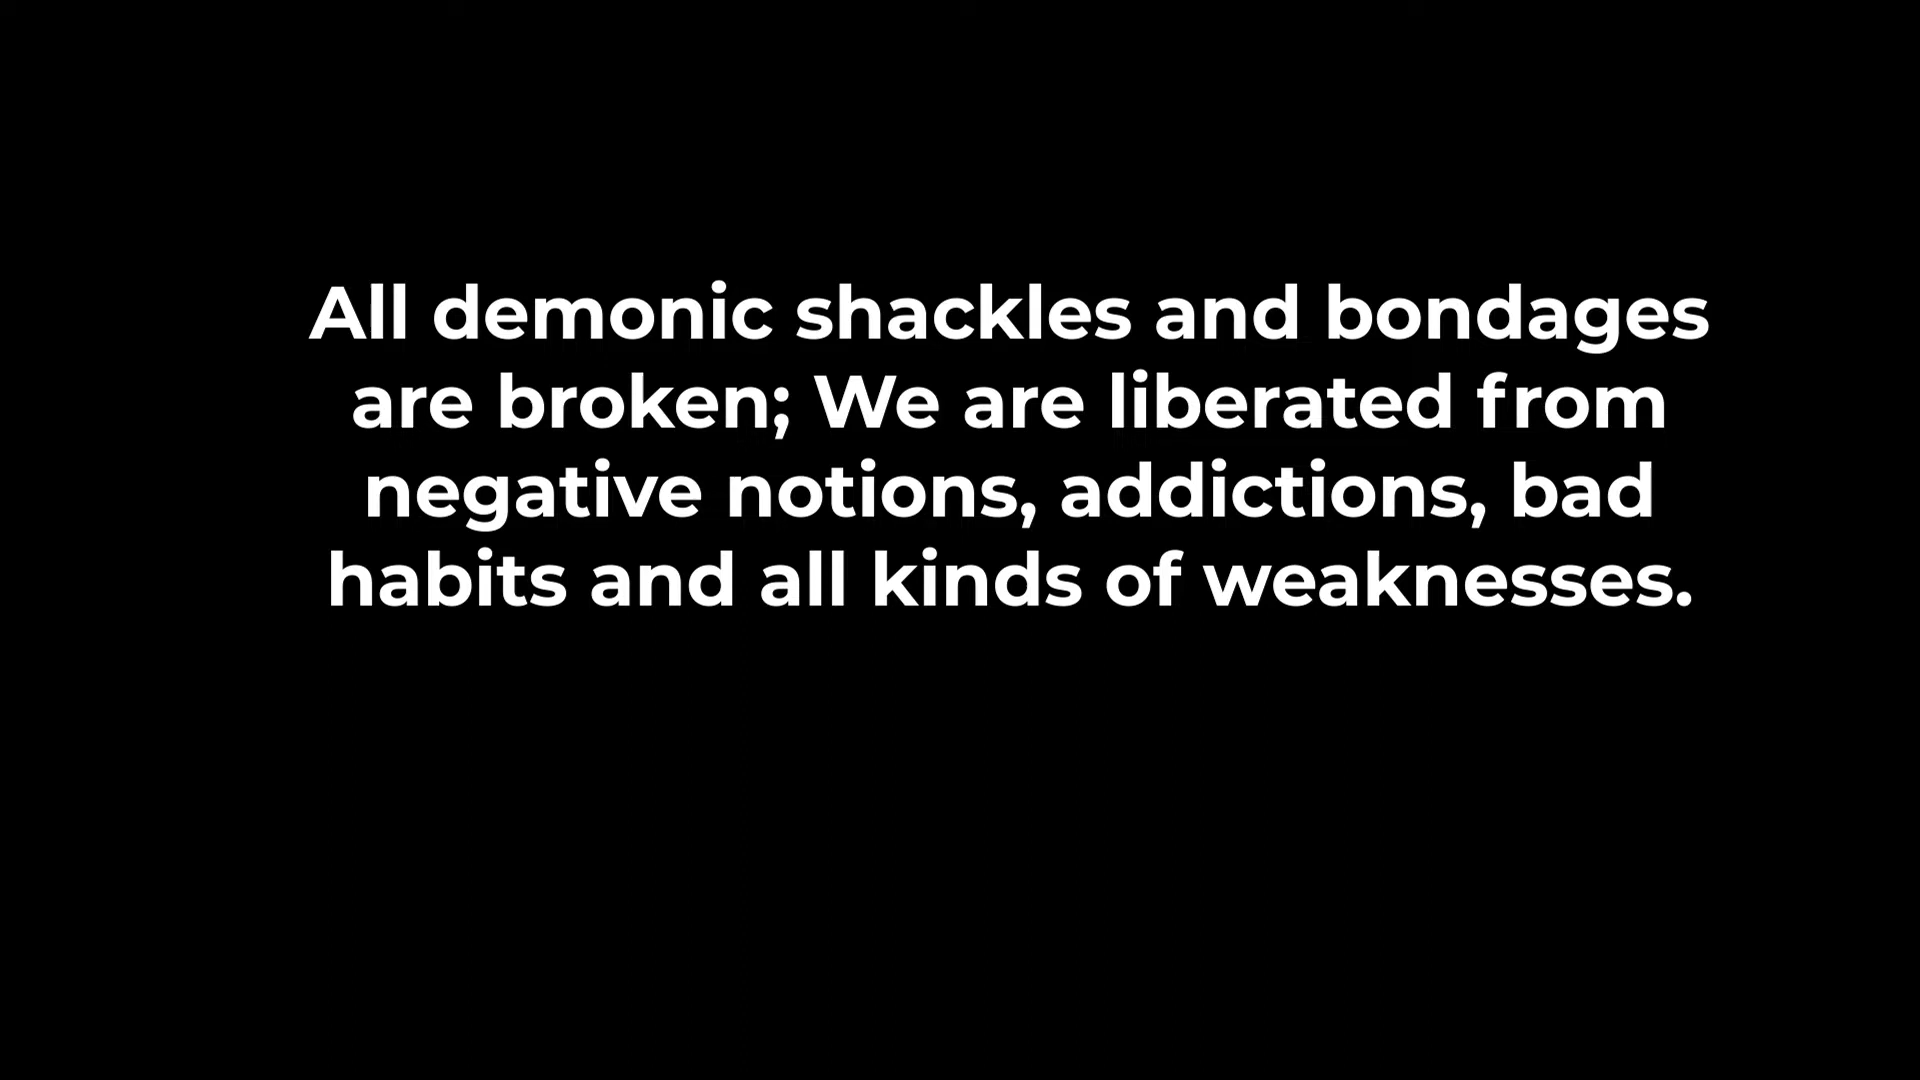 All demonic shackles and bondages
are broken; We are liberated from
negative notions, addictions, bad
habits and all kinds of weaknesses.